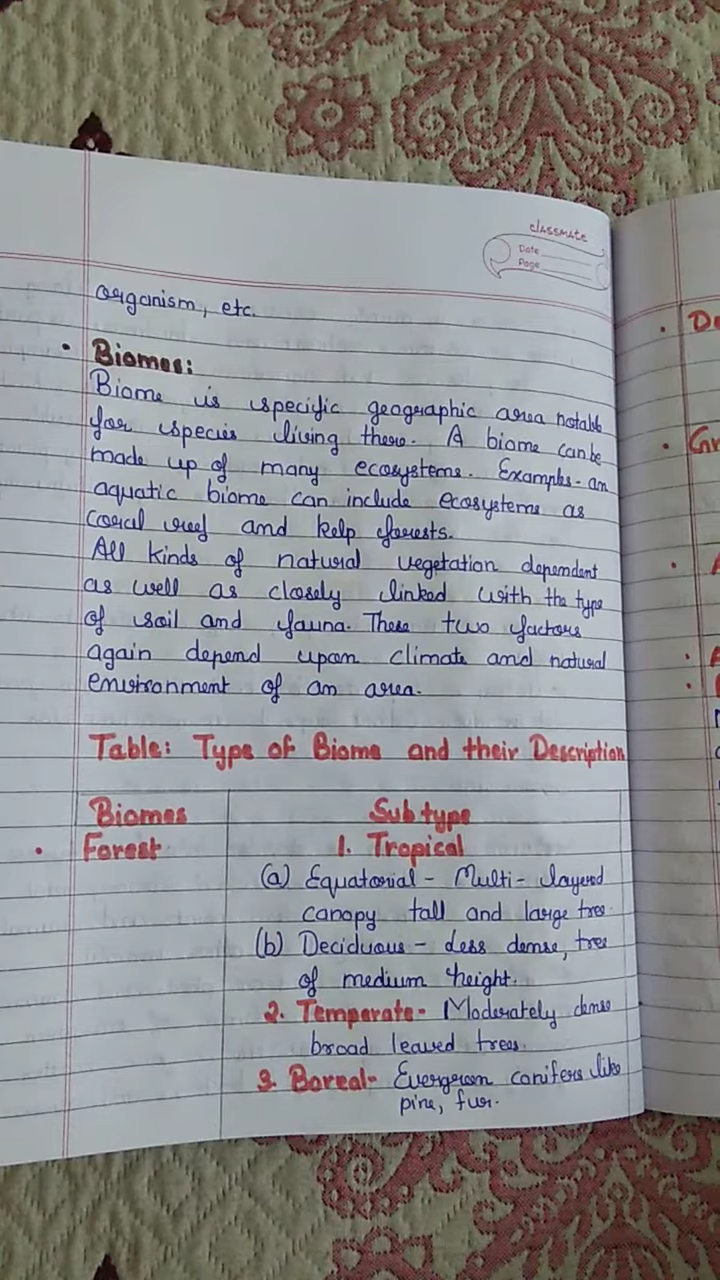 classmate
Date
Page
organism, etc.
• Biomes:
Biome is specific geographic area notable
for species living there. A biome can be
made up of many ecosystems. Examples- an
aquatic biome can include ecosystems as
coral reef and kelp forests.
All kinds of natural vegetation dependent
as well as closely linked with the type
of soil and fauna. These two factors
again depend upon climate and natural
environment of an area.
Table: Type of Biome and their Description
Biomes Subtype
• Forest 1. Tropical
(a) Equatorial - Multi-layered
canopy tall and large tree.
(b) Deciduous - Less dense, tree
of medium height.
2. Temperate- Moderately dense
broad leaved trees.
3. Boreal- Evergreen conifers like
pine, fur.